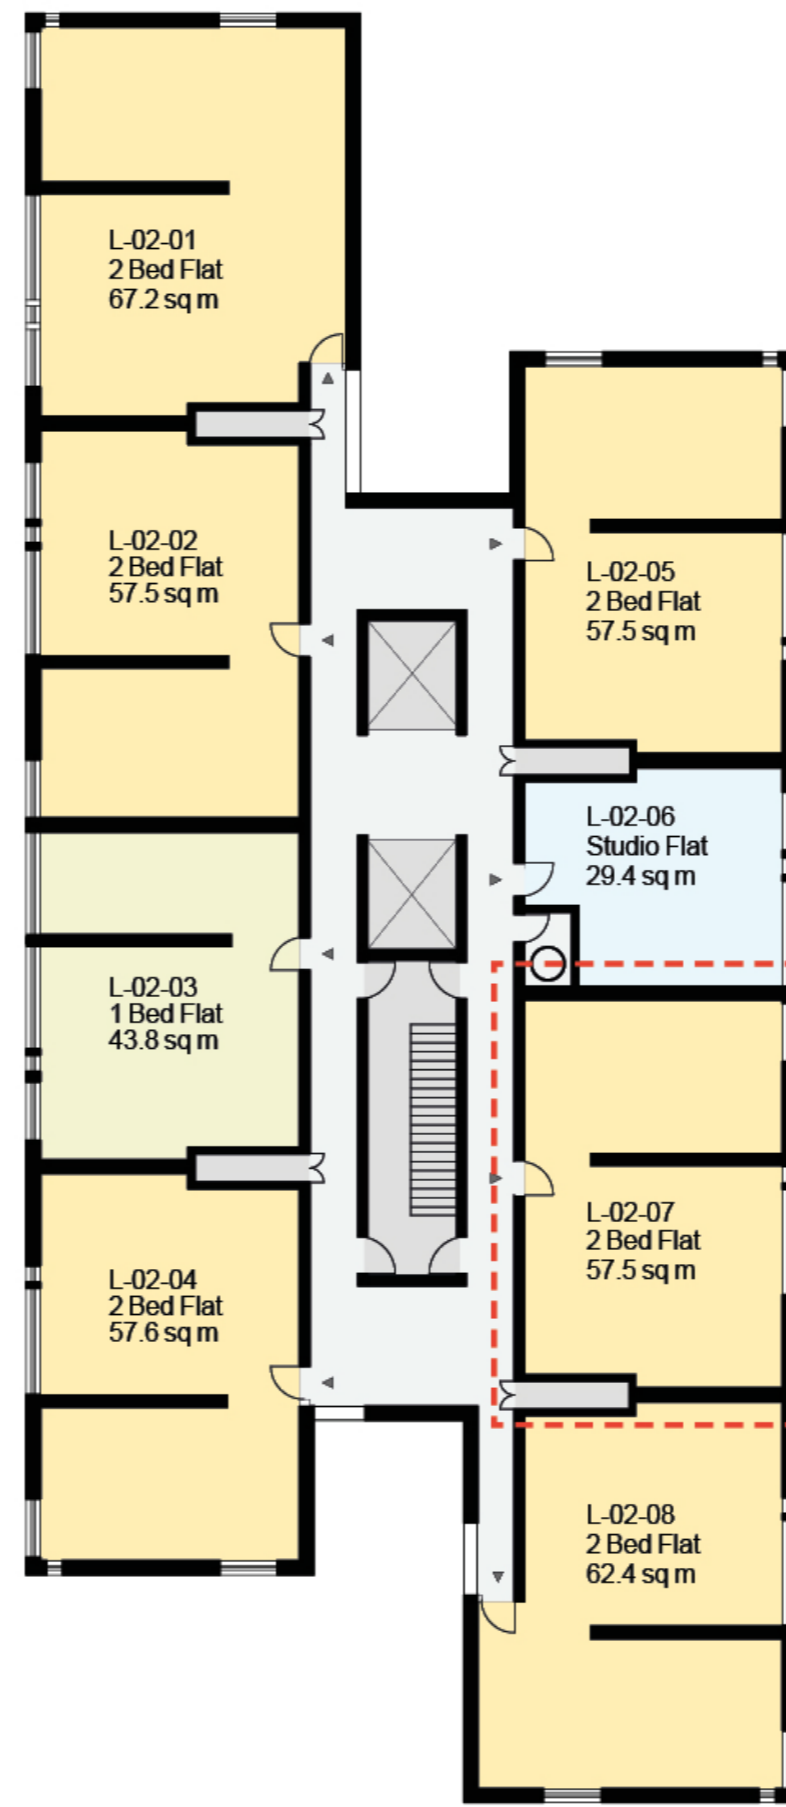 L-02-01
2 Bed Flat
67.2 sq m
L-02-02
2 Bed Flat
57.5 sq m
L-02-03
1 Bed Flat
43.8 sq m
L-02-04
2 Bed Flat
57.6 sq m
L-02-05
2 Bed Flat
57.5 sq m
L-02-06
Studio Flat
29.4 sq m
L-02-07
2 Bed Flat
57.5 sq m
L-02-08
2 Bed Flat
62.4 sq m